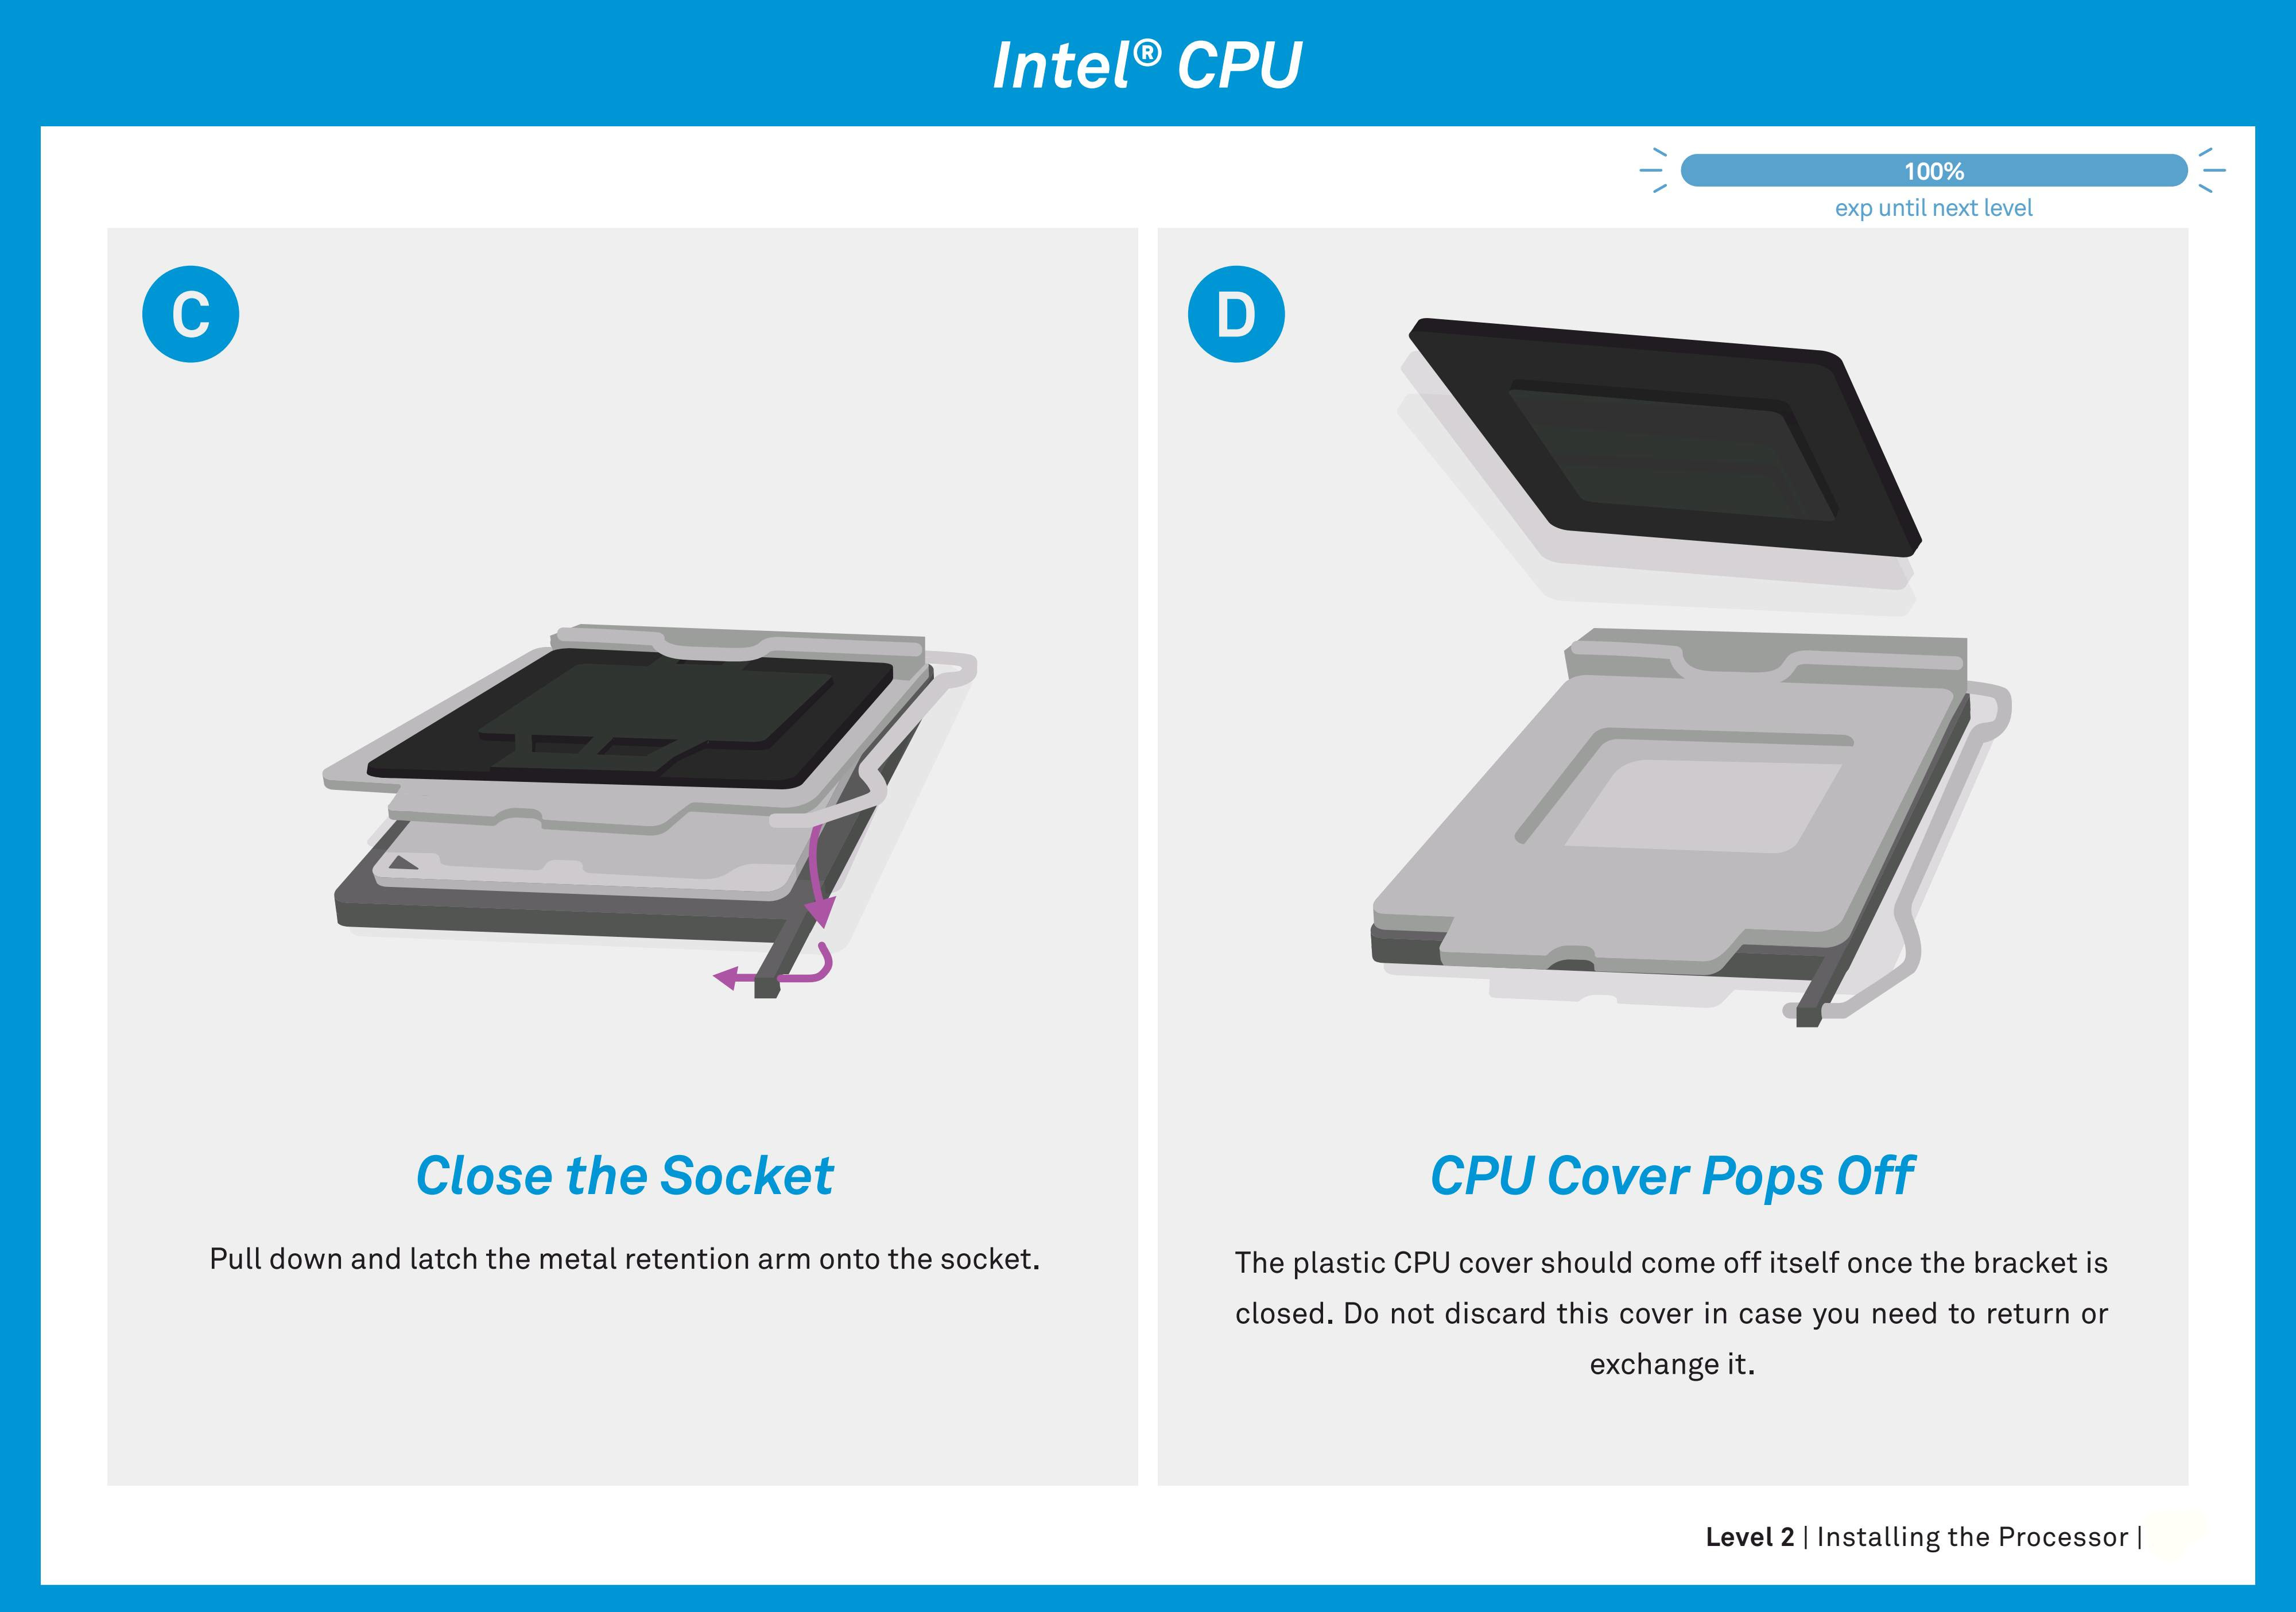 Intel® CPU
100%
exp until next level
C
Close the Socket
Pull down and latch the metal retention arm onto the socket.
D
CPU Cover Pops Off
The plastic CPU cover should come off itself once the bracket is
closed. Do not discard this cover in case you need to return or
exchange it.
Level 2 | Installing the Processor |